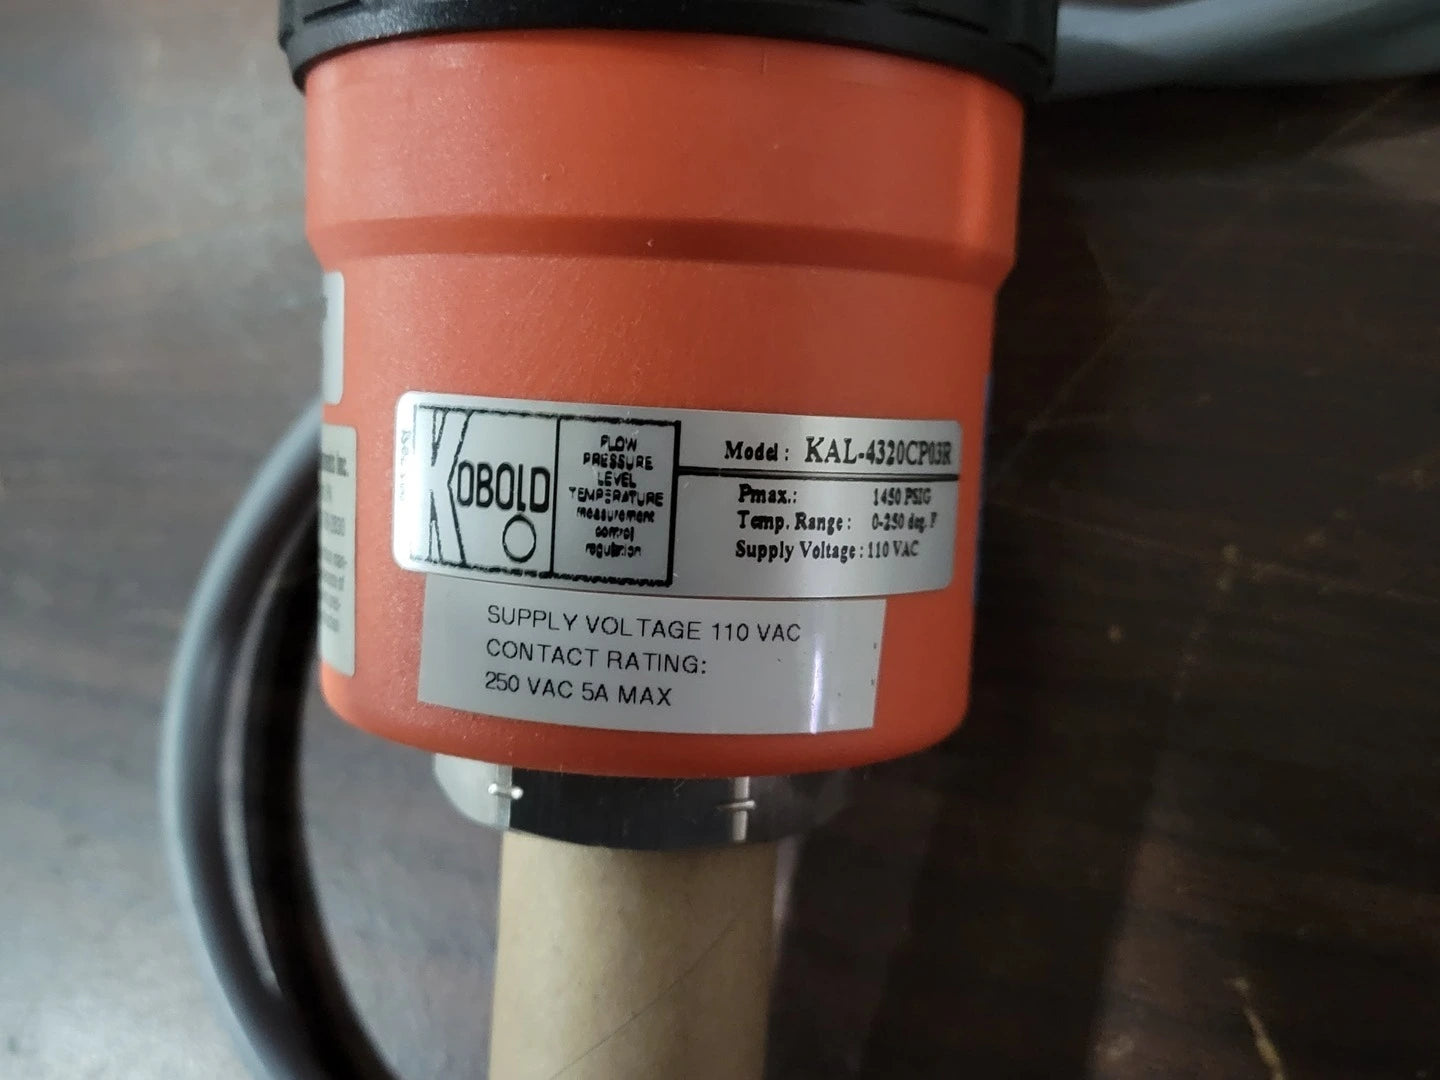 KOBOLD
FLOW
PRESSURE
LEVEL
TEMPERATURE
measurement
control
regulation
Model: KAL-4320CP03R
Pmax.: 1450 PSIG
Temp. Range: 0-250 deg. F
Supply Voltage: 110 VAC
SUPPLY VOLTAGE 110 VAC
CONTACT RATING:
250 VAC 5A MAX